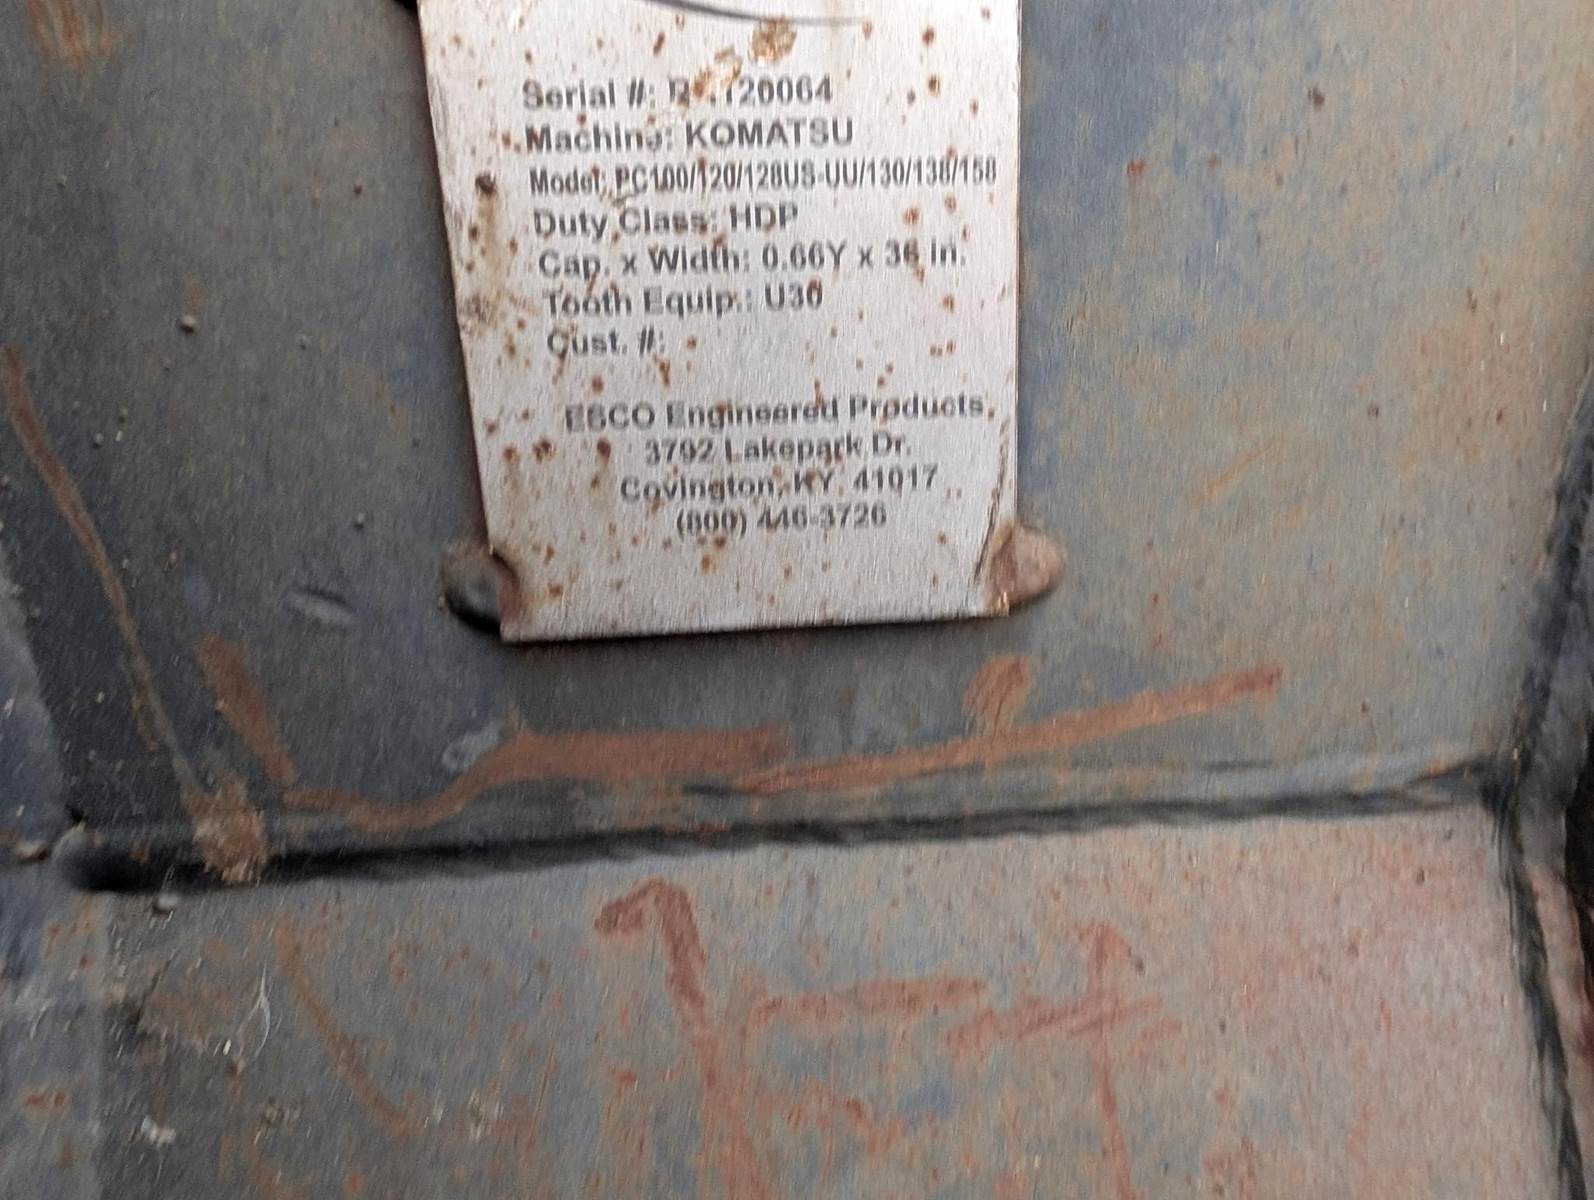 Serial #:
Machine: KOMATSU
Model: PC100/120/128US-UU/130/138/158
Duty Class: HDP
Cap. x Width: 0.66Y x 36 in.
Tooth Equip.: U30
Cust. #:
ESCO Engineered Products
3792 Lakepark Dr.
Covington, KY 41017
(800) 446-3726